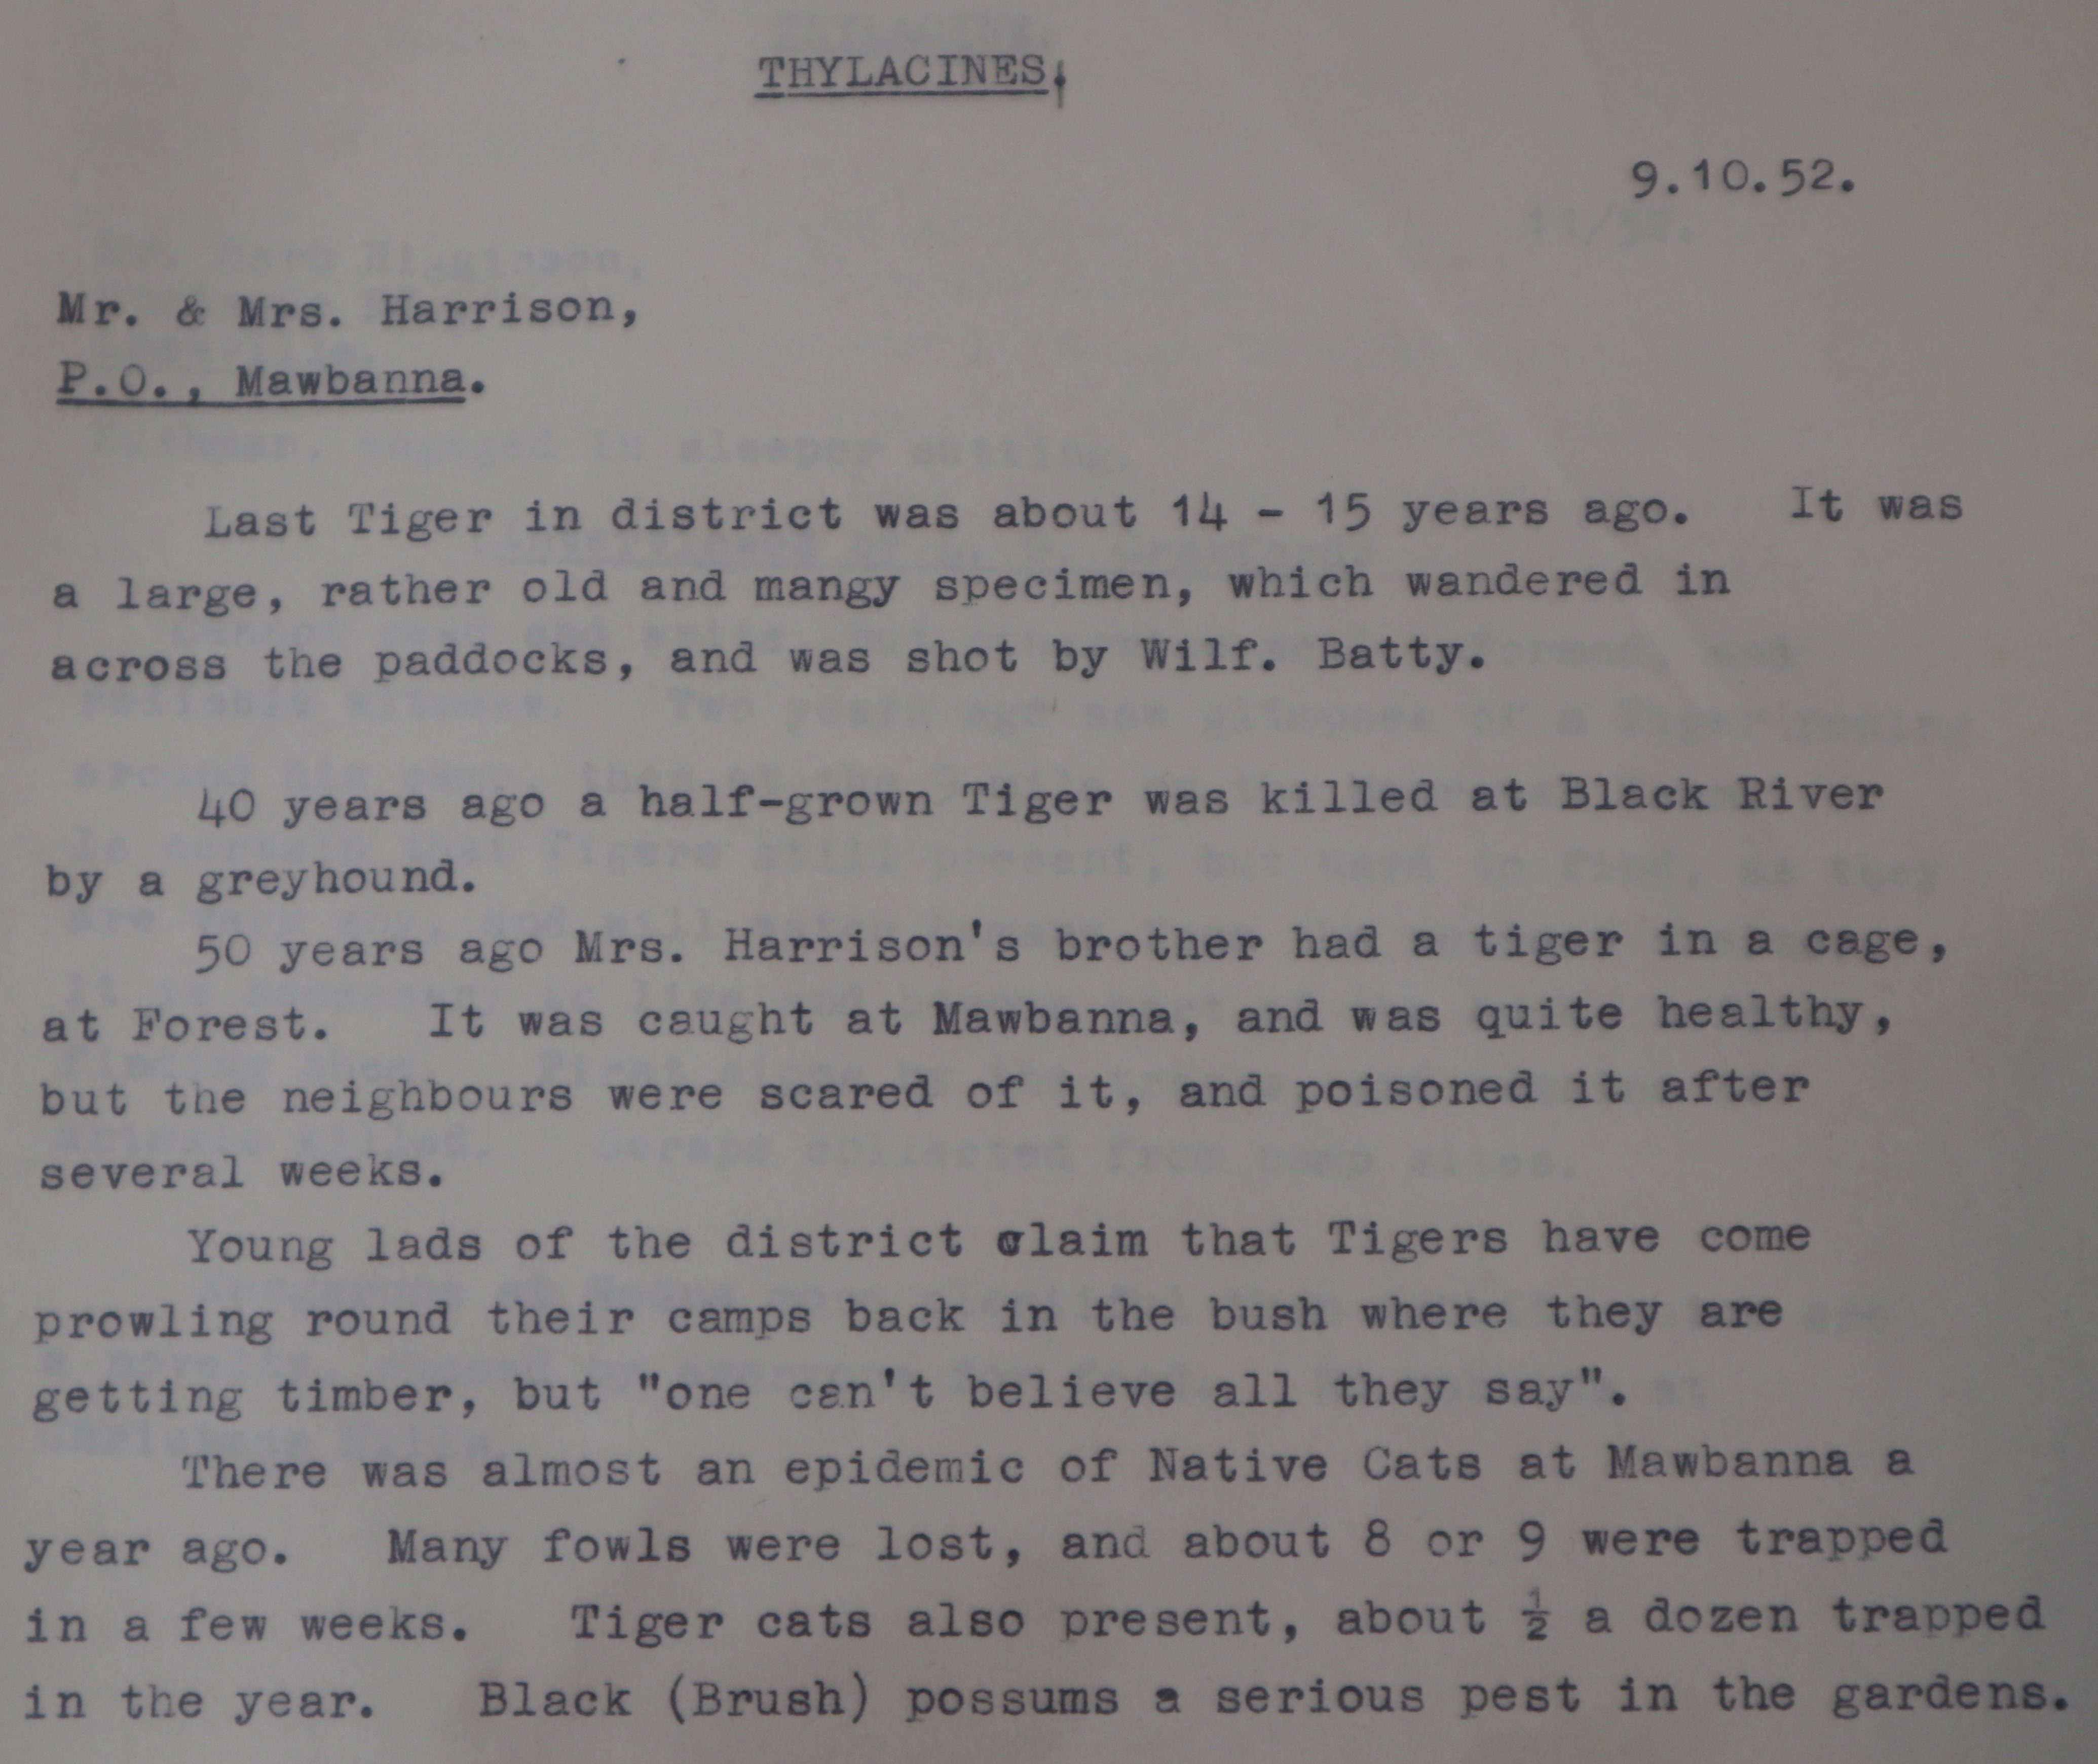 THYLACINES.
9.10.52.
Mr. & Mrs. Harrison,
P.O., Mawbanna.
Last Tiger in district was about 14 - 15 years ago. It was
a large, rather old and mangy specimen, which wandered in
across the paddocks, and was shot by Wilf. Batty.
40 years ago a half-grown Tiger was killed at Black River
by a greyhound.
50 years ago Mrs. Harrison's brother had a tiger in a cage,
at Forest. It was caught at Mawbanna, and was quite healthy,
but the neighbours were scared of it, and poisoned it after
several weeks.
Young lads of the district claim that Tigers have come
prowling round their camps back in the bush where they are
getting timber, but "one can't believe all they say".
There was almost an epidemic of Native Cats at Mawbanna a
year ago. Many fowls were lost, and about 8 or 9 were trapped
in a few weeks. Tiger cats also present, about ½ a dozen trapped
in the year. Black (Brush) possums a serious pest in the gardens.